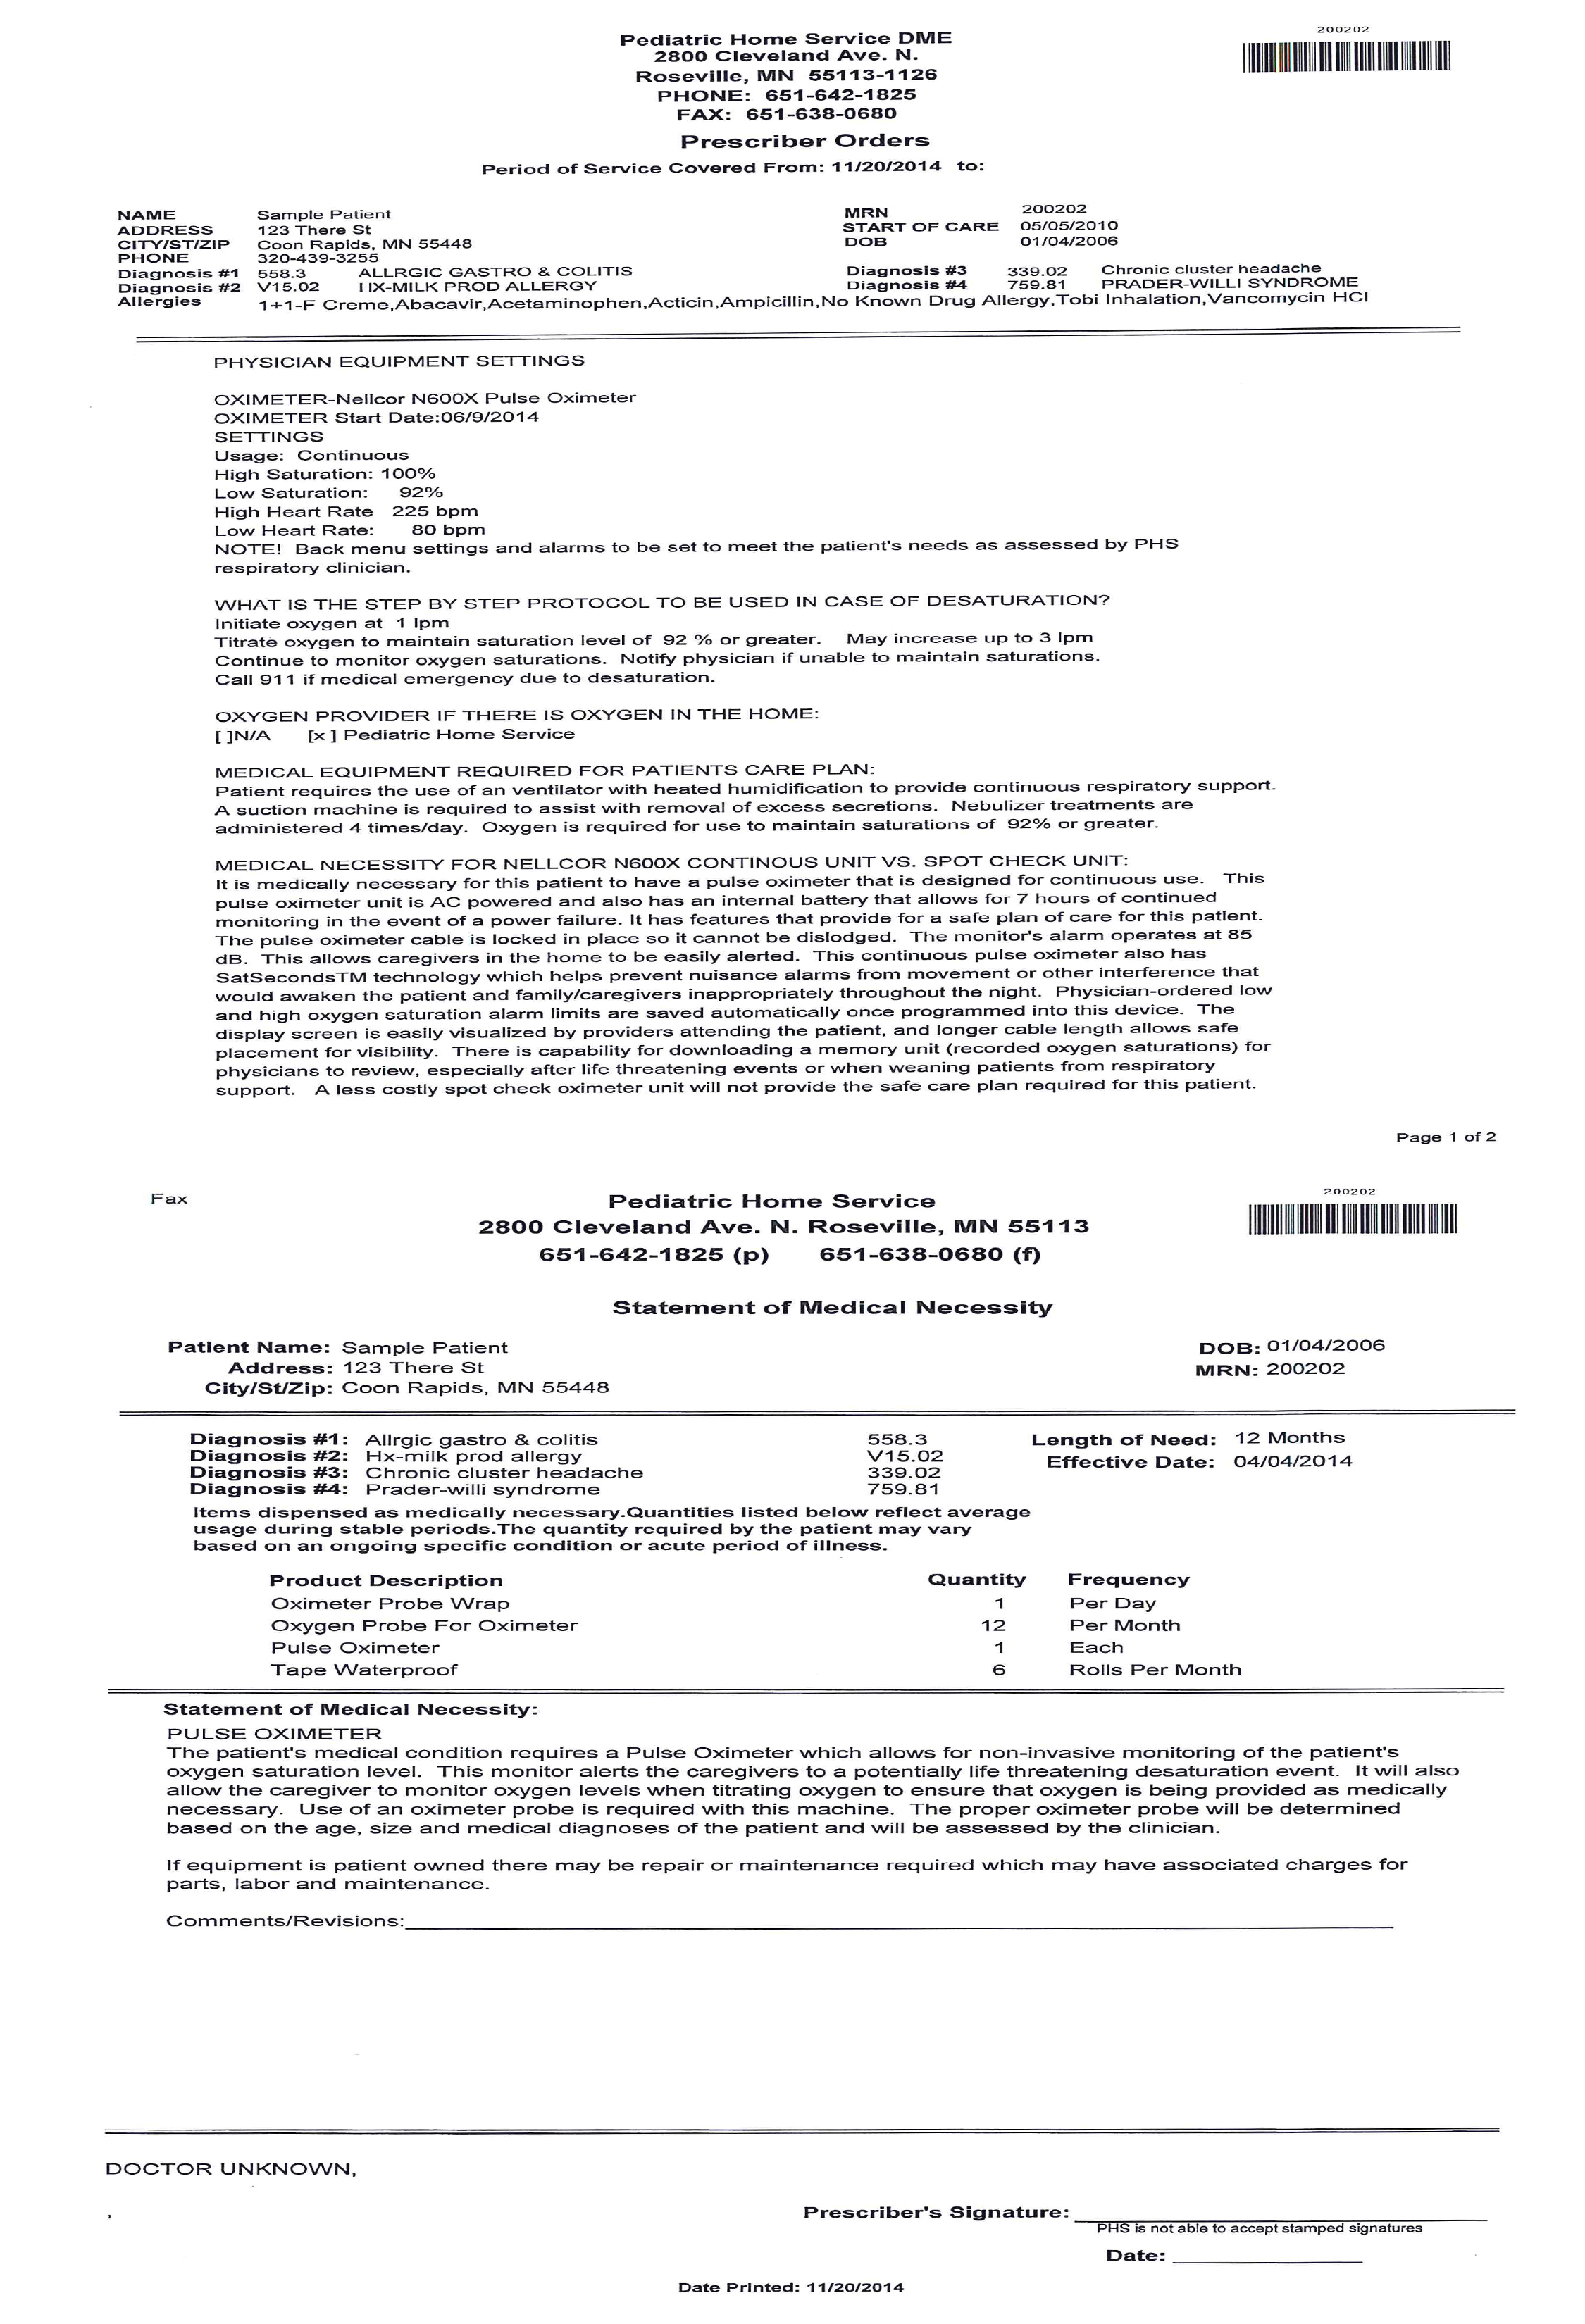 200202
Pediatric Home Service DME
2800 Cleveland Ave. N.
Roseville, MN 55113-1126
PHONE: 651-642-1825
FAX: 651-638-0680
Prescriber Orders
Period of Service Covered From: 11/20/2014 to:
NAME Sample Patient MRN 200202
ADDRESS 123 There St START OF CARE 05/05/2010
CITY/ST/ZIP Coon Rapids, MN 55448 DOB 01/04/2006
PHONE 320-439-3255
Diagnosis #1 558.3 ALLRGIC GASTRO & COLITIS Diagnosis #3 339.02 Chronic cluster headache
Diagnosis #2 V15.02 HX-MILK PROD ALLERGY Diagnosis #4 759.81 PRADER-WILLI SYNDROME
Allergies 1+1-F Creme,Abacavir,Acetaminophen,Acticin,Ampicillin,No Known Drug Allergy,Tobi Inhalation,Vancomycin HCl
PHYSICIAN EQUIPMENT SETTINGS
OXIMETER-Nellcor N600X Pulse Oximeter
OXIMETER Start Date:06/9/2014
SETTINGS
Usage: Continuous
High Saturation: 100%
Low Saturation: 92%
High Heart Rate 225 bpm
Low Heart Rate: 80 bpm
NOTE! Back menu settings and alarms to be set to meet the patient's needs as assessed by PHS
respiratory clinician.
WHAT IS THE STEP BY STEP PROTOCOL TO BE USED IN CASE OF DESATURATION?
Initiate oxygen at 1 lpm
Titrate oxygen to maintain saturation level of 92 % or greater. May increase up to 3 lpm
Continue to monitor oxygen saturations. Notify physician if unable to maintain saturations.
Call 911 if medical emergency due to desaturation.
OXYGEN PROVIDER IF THERE IS OXYGEN IN THE HOME:
[ ]N/A [x ] Pediatric Home Service
MEDICAL EQUIPMENT REQUIRED FOR PATIENTS CARE PLAN:
Patient requires the use of an ventilator with heated humidification to provide continuous respiratory support.
A suction machine is required to assist with removal of excess secretions. Nebulizer treatments are
administered 4 times/day. Oxygen is required for use to maintain saturations of 92% or greater.
MEDICAL NECESSITY FOR NELLCOR N600X CONTINOUS UNIT VS. SPOT CHECK UNIT:
It is medically necessary for this patient to have a pulse oximeter that is designed for continuous use. This
pulse oximeter unit is AC powered and also has an internal battery that allows for 7 hours of continued
monitoring in the event of a power failure. It has features that provide for a safe plan of care for this patient.
The pulse oximeter cable is locked in place so it cannot be dislodged. The monitor's alarm operates at 85
dB. This allows caregivers in the home to be easily alerted. This continuous pulse oximeter also has
SatSecondsTM technology which helps prevent nuisance alarms from movement or other interference that
would awaken the patient and family/caregivers inappropriately throughout the night. Physician-ordered low
and high oxygen saturation alarm limits are saved automatically once programmed into this device. The
display screen is easily visualized by providers attending the patient, and longer cable length allows safe
placement for visibility. There is capability for downloading a memory unit (recorded oxygen saturations) for
physicians to review, especially after life threatening events or when weaning patients from respiratory
support. A less costly spot check oximeter unit will not provide the safe care plan required for this patient.
Page 1 of 2
Fax
200202
Pediatric Home Service
2800 Cleveland Ave. N. Roseville, MN 55113
651-642-1825 (p) 651-638-0680 (f)
Statement of Medical Necessity
Patient Name: Sample Patient DOB: 01/04/2006
Address: 123 There St MRN: 200202
City/St/Zip: Coon Rapids, MN 55448
Diagnosis #1: Allrgic gastro & colitis 558.3 Length of Need: 12 Months
Diagnosis #2: Hx-milk prod allergy V15.02 Effective Date: 04/04/2014
Diagnosis #3: Chronic cluster headache 339.02
Diagnosis #4: Prader-willi syndrome 759.81
Items dispensed as medically necessary.Quantities listed below reflect average
usage during stable periods.The quantity required by the patient may vary
based on an ongoing specific condition or acute period of illness.
Product Description Quantity Frequency
Oximeter Probe Wrap 1 Per Day
Oxygen Probe For Oximeter 12 Per Month
Pulse Oximeter 1 Each
Tape Waterproof 6 Rolls Per Month
Statement of Medical Necessity:
PULSE OXIMETER
The patient's medical condition requires a Pulse Oximeter which allows for non-invasive monitoring of the patient's
oxygen saturation level. This monitor alerts the caregivers to a potentially life threatening desaturation event. It will also
allow the caregiver to monitor oxygen levels when titrating oxygen to ensure that oxygen is being provided as medically
necessary. Use of an oximeter probe is required with this machine. The proper oximeter probe will be determined
based on the age, size and medical diagnoses of the patient and will be assessed by the clinician.
If equipment is patient owned there may be repair or maintenance required which may have associated charges for
parts, labor and maintenance.
Comments/Revisions:
DOCTOR UNKNOWN,
,
Prescriber's Signature:
PHS is not able to accept stamped signatures
Date:
Date Printed: 11/20/2014